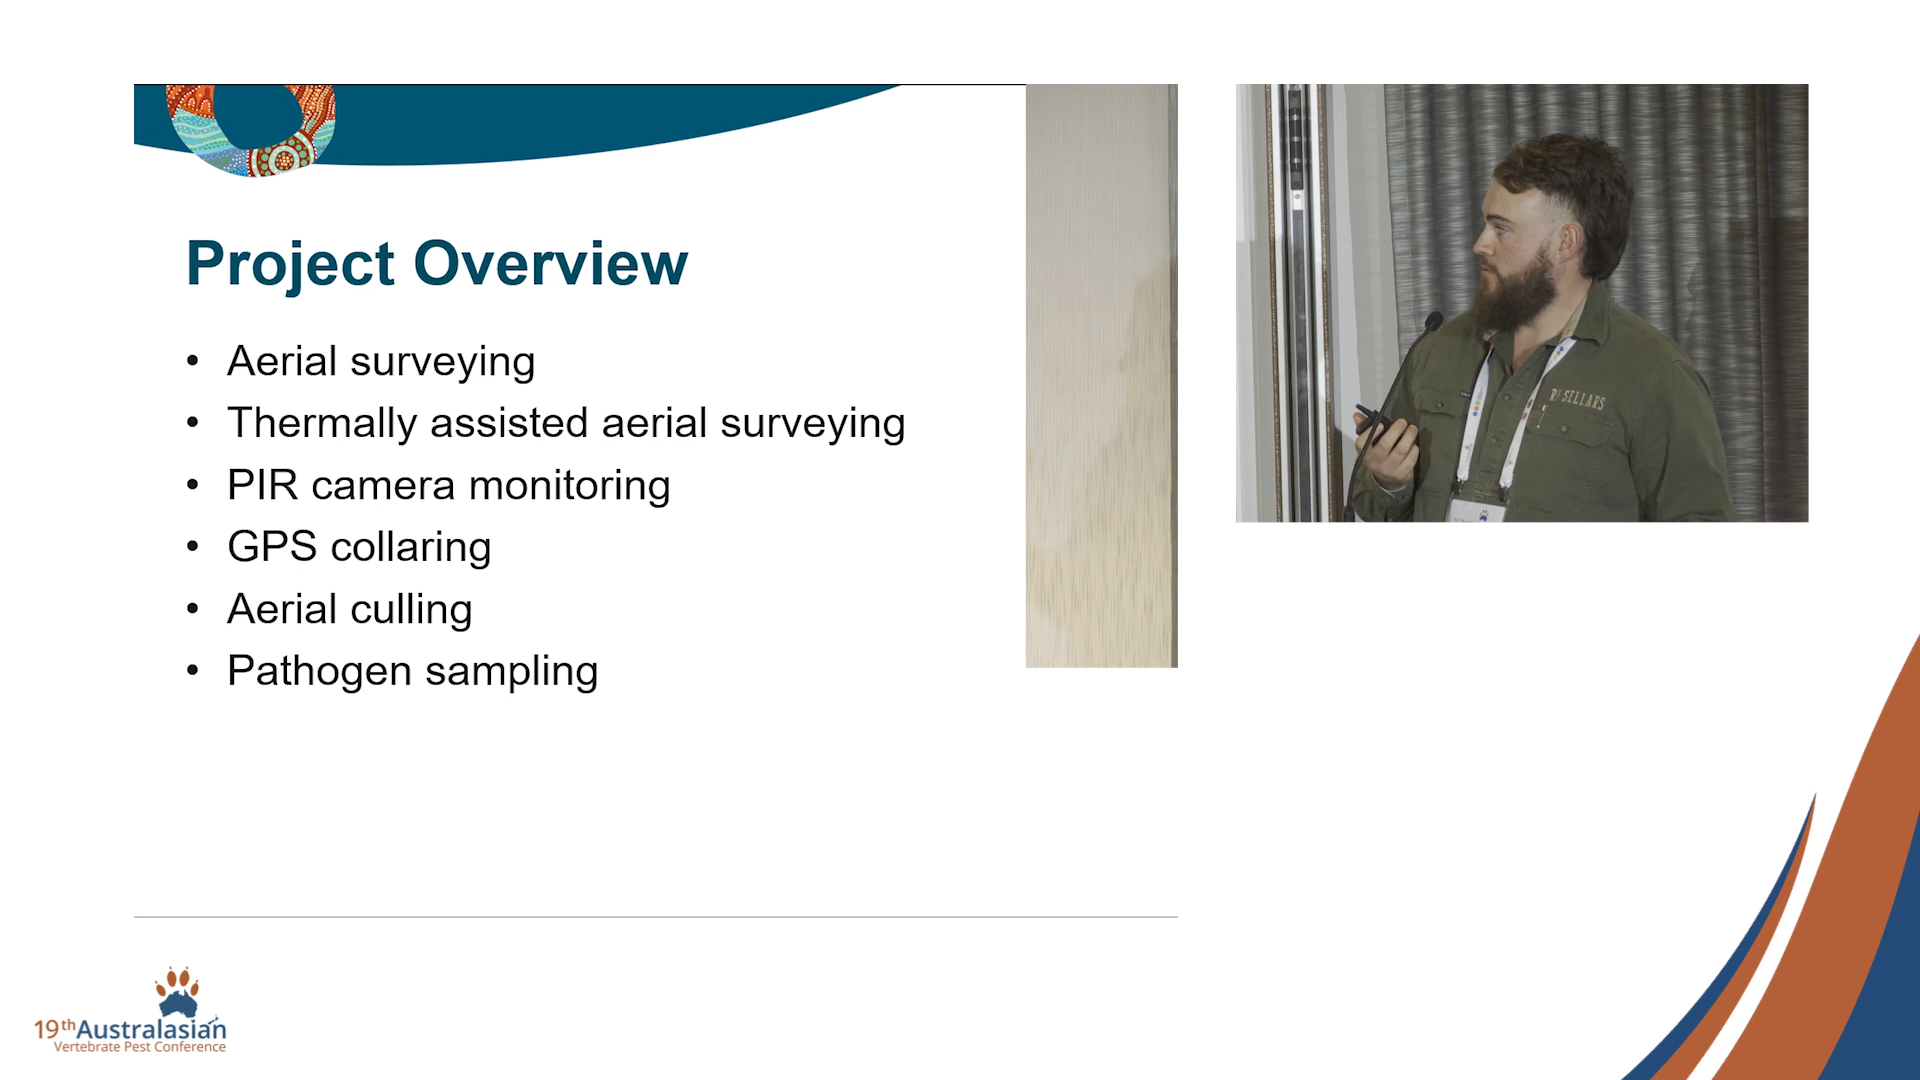 Project Overview
• Aerial surveying
• Thermally assisted aerial surveying
• PIR camera monitoring
• GPS collaring
• Aerial culling
• Pathogen sampling
SELLARS
19th Australasian
Vertebrate Pest Conference